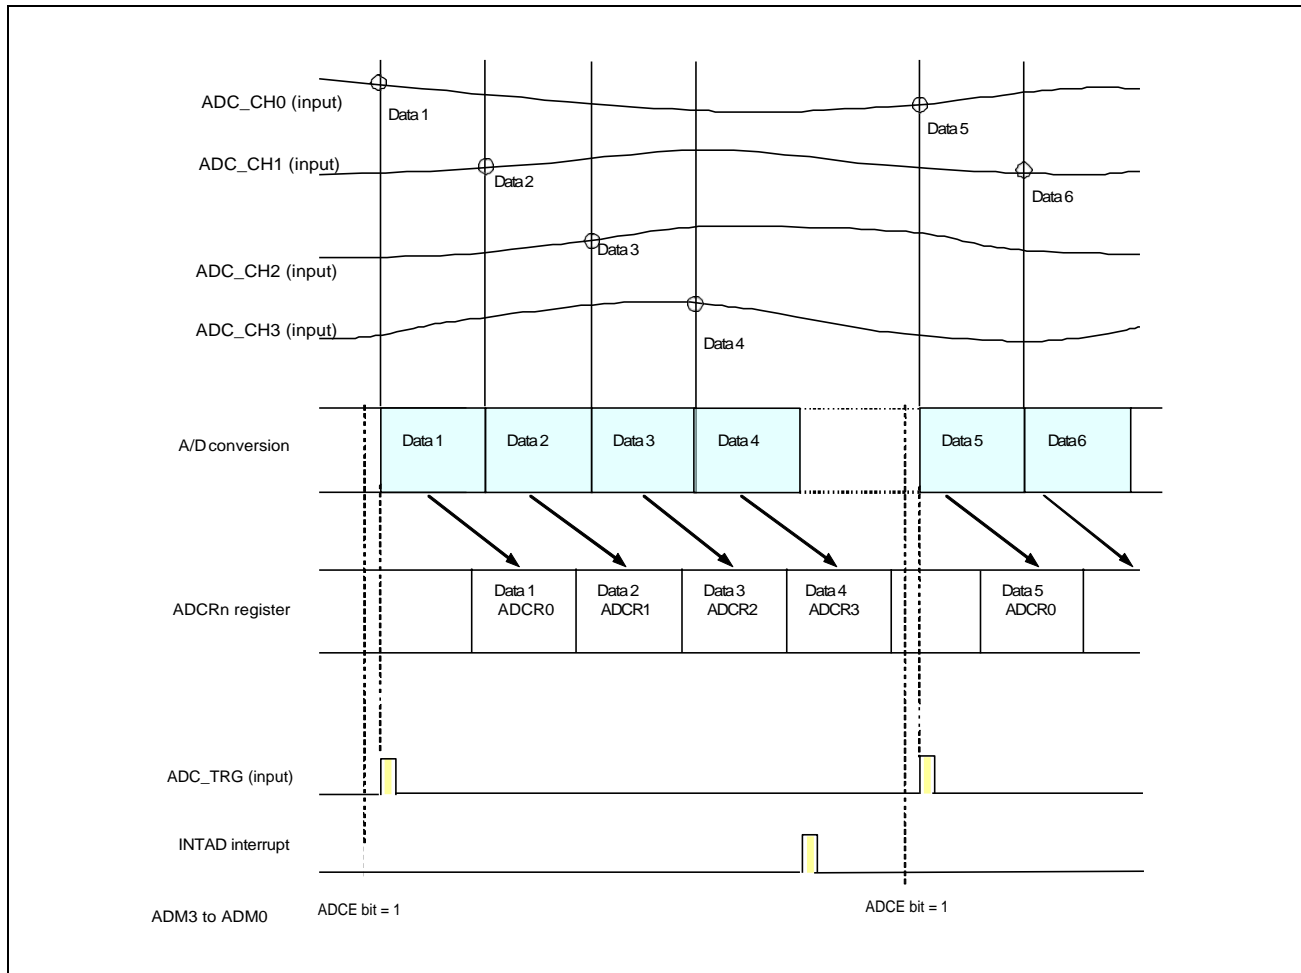 ADC_CH0 (input)
Data 1
Data 5
ADC_CH1 (input)
Data 2
Data 6
ADC_CH2 (input)
Data 3
ADC_CH3 (input)
Data 4
A/D conversion
Data 1
Data 2
Data 3
Data 4
Data 5
Data6
ADCRn register
Data 1
ADCR0
Data 2
ADCR1
Data 3
ADCR2
Data 4
ADCR3
Data 5
ADCR0
ADC_TRG (input)
INTAD interrupt
ADM3 to ADM0
ADCE bit = 1
ADCE bit = 1